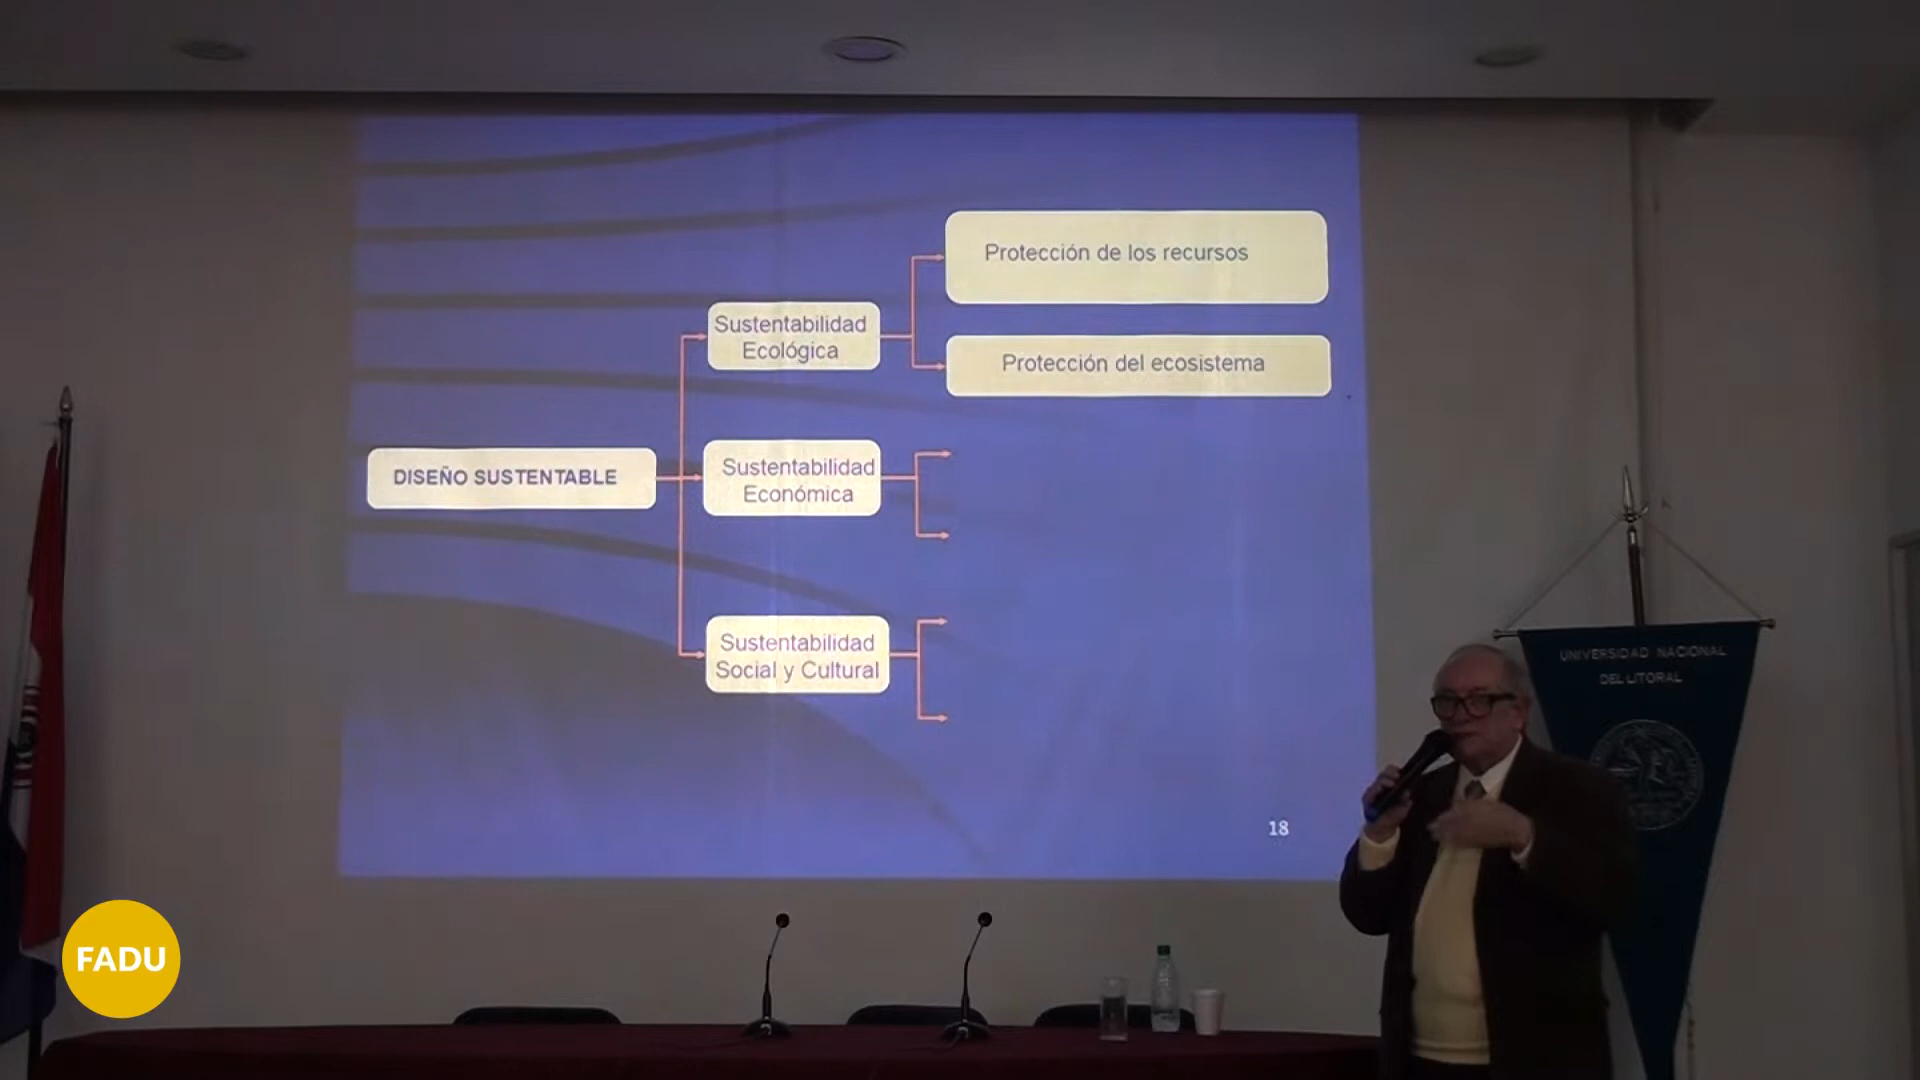 Protección de los recursos
Sustentabilidad
Ecológica
Protección del ecosistema
DISEÑO SUSTENTABLE
Sustentabilidad
Económica
Sustentabilidad
Social y Cultural
18
UNIVERSIDAD NACIONAL
DEL LITORAL
FADU